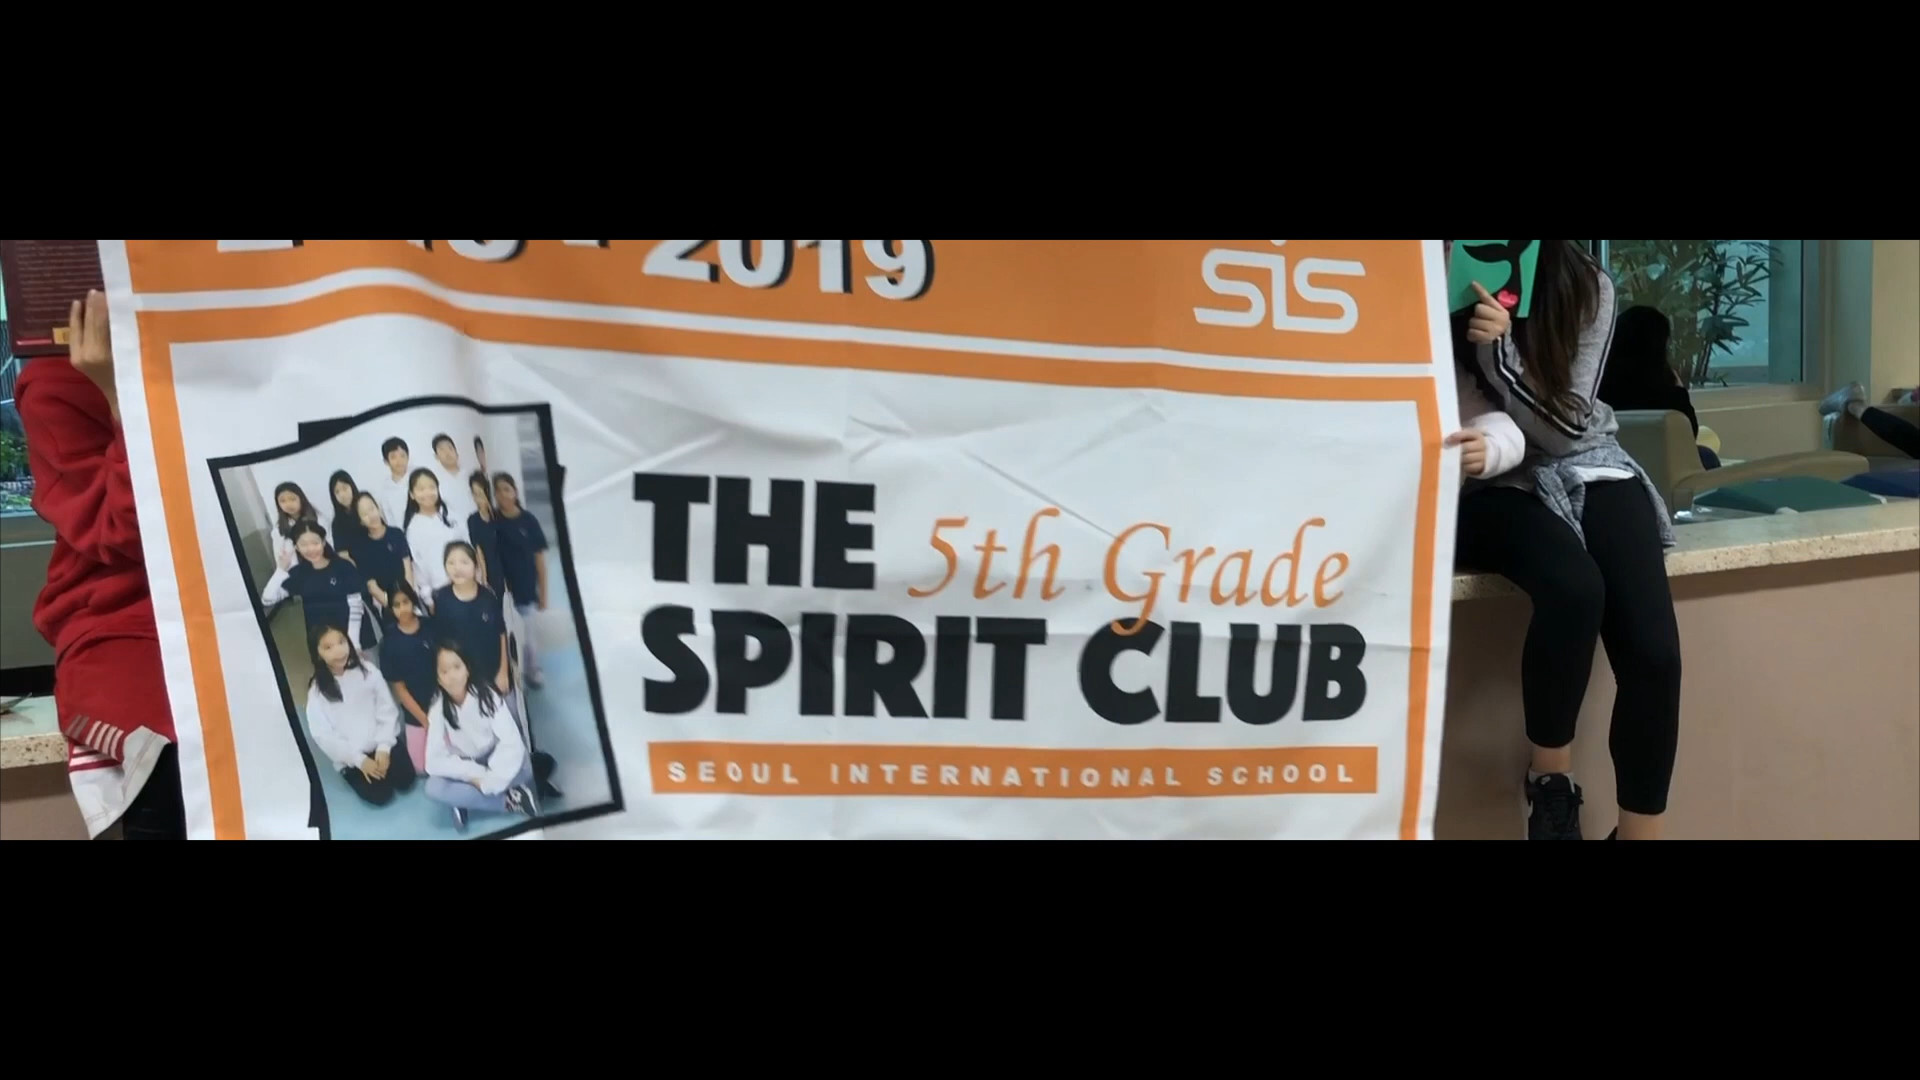 2019
SIS
THE 5th Grade
SPIRIT CLUB
SEOUL INTERNATIONAL SCHOOL